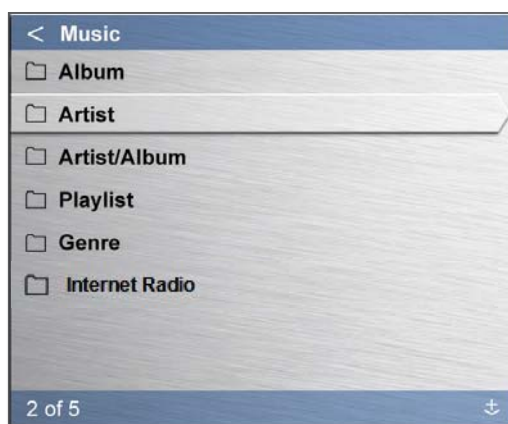 < Music
Album
Artist
Artist/Album
Playlist
Genre
Internet Radio
2 of 5